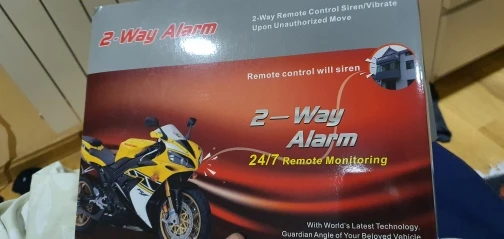 2-Way Alarm
2-Way Remote Control Siren/Vibrate
Upon Unauthorized Move
Remote control will siren
2-Way
Alarm
24/7 Remote Monitoring
With World's Latest Technology,
Guardian Angle of Your Beloved Vehicle